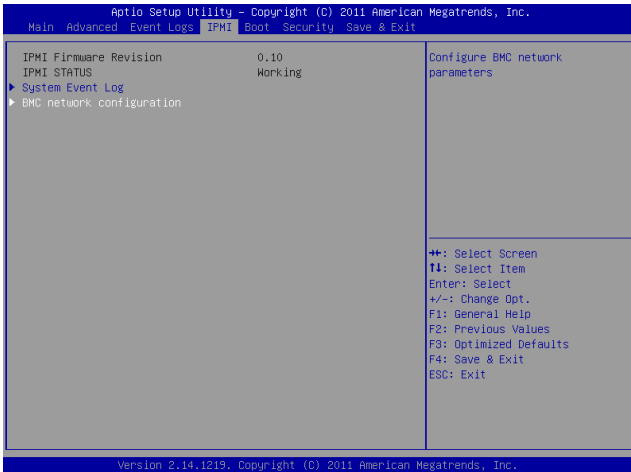 Aptio Setup Utility – Copyright (C) 2011 American Megatrends, Inc.
Main Advanced Event Logs IPMI Boot Security Save & Exit
IPMI Firmware Revision 0.10
IPMI STATUS Working
System Event Log
BMC network configuration
Configure BMC network
parameters
→←: Select Screen
↑↓: Select Item
Enter: Select
+/-: Change Opt.
F1: General Help
F2: Previous Values
F3: Optimized Defaults
F4: Save & Exit
ESC: Exit
Version 2.14.1219. Copyright (C) 2011 American Megatrends, Inc.